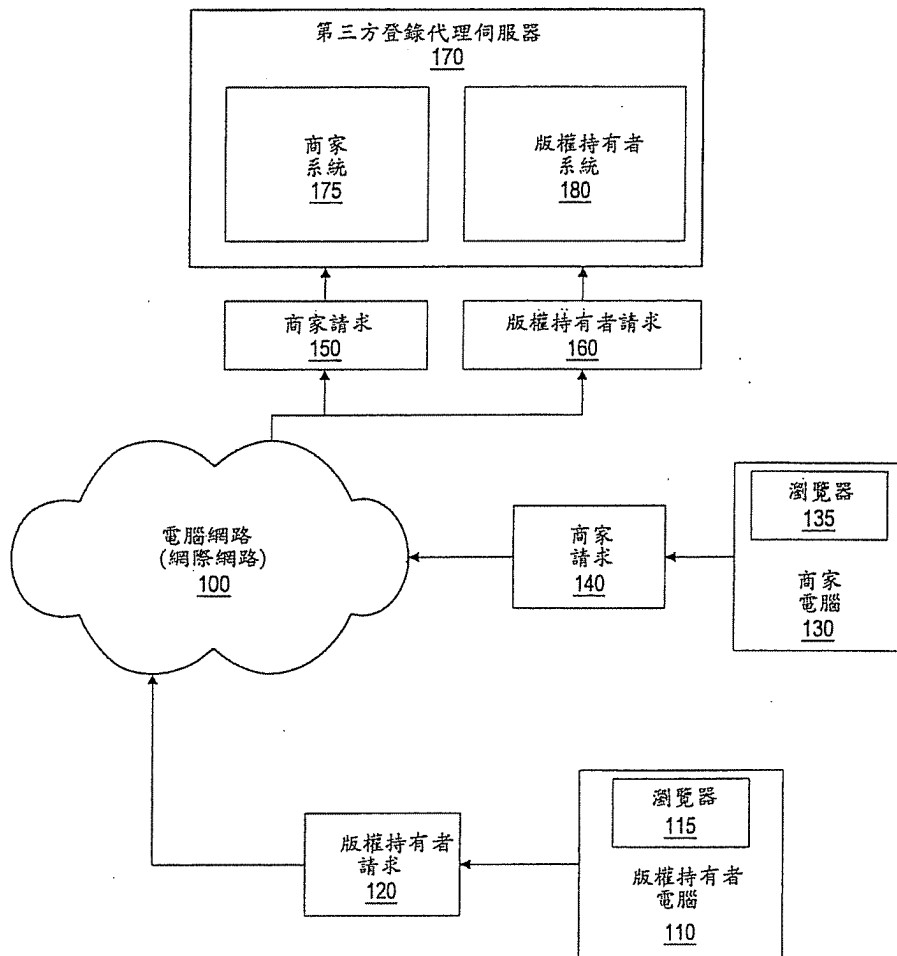 第三方登錄代理伺服器
170
商家
系統
175
版權持有者
系統
180
商家請求
150
版權持有者請求
160
電腦網路
(網際網路)
100
商家
請求
140
瀏覽器
135
商家
電腦
130
版權持有者
請求
120
瀏覽器
115
版權持有者
電腦
110